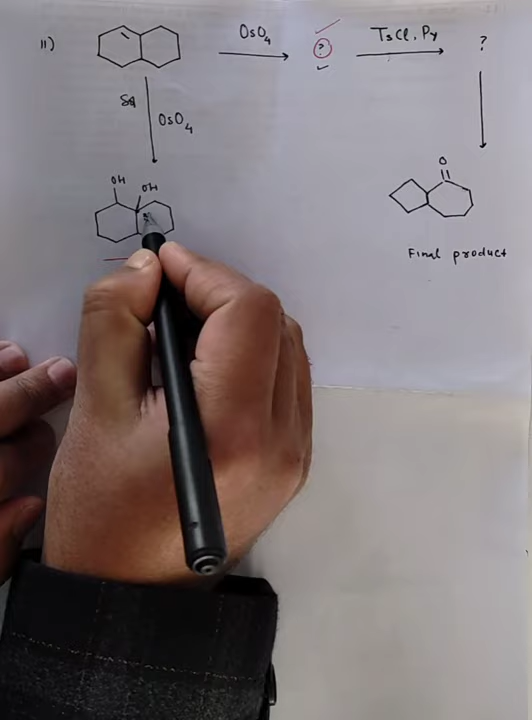 11)
OsO4
?
TsCl, Py
?
OsO4
OH
OH
O
Final product